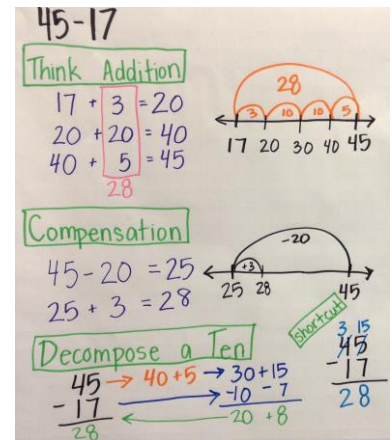 45-17
Think Addition
17 + 3 = 20
20 + 20 = 40
40 + 5 = 45
28
28
3 10 10 5
17 20 30 40 45
Compensation
45-20 = 25
25 + 3 = 28
-20
+3
25 28 45
Decompose a Ten
45 → 40+5 → 30+15
-17 → -10 - 7
28 ← 20 + 8
shortcut
3 15
45
-17
28